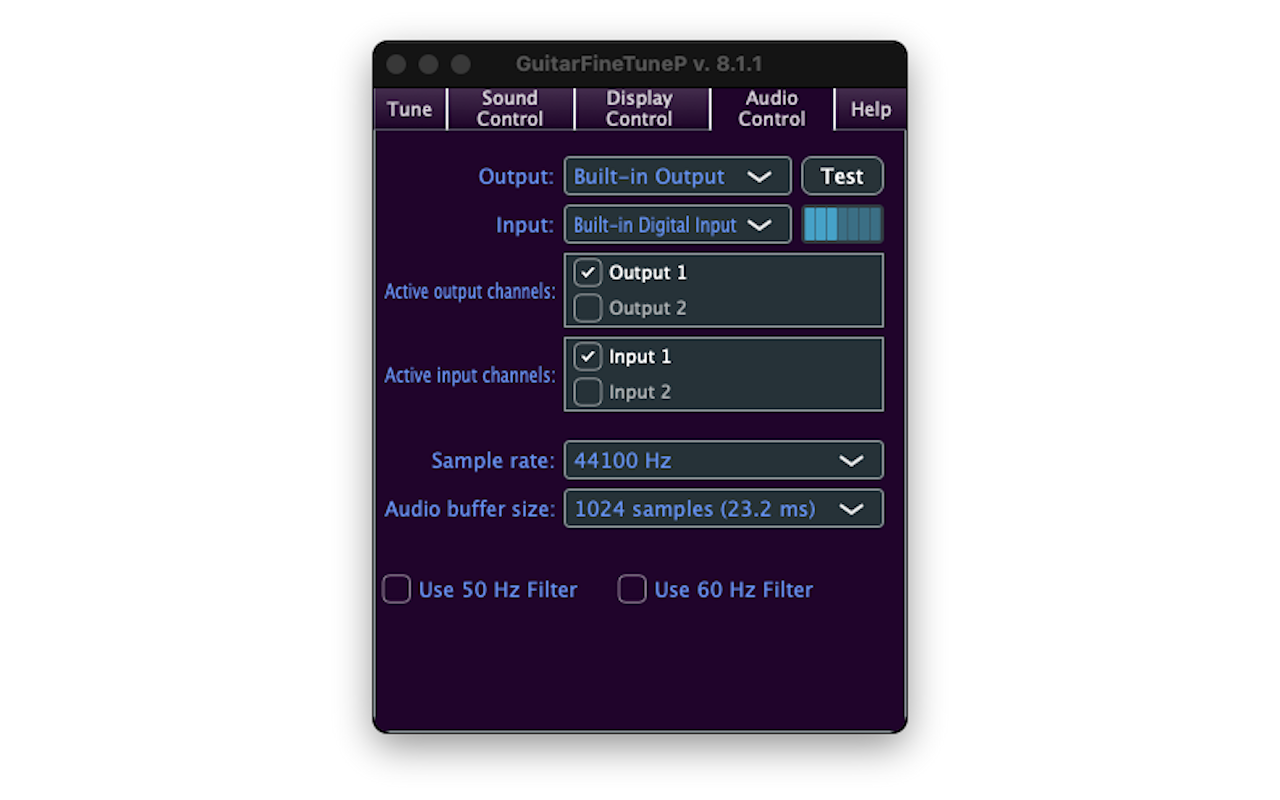 GuitarFineTuneP v. 8.1.1
Tune
Sound
Control
Display
Control
Audio
Control
Help
Output: Built-in Output Test
Input: Built-in Digital Input
Active output channels:
Output 1
Output 2
Active input channels:
Input 1
Input 2
Sample rate: 44100 Hz
Audio buffer size: 1024 samples (23.2 ms)
Use 50 Hz Filter Use 60 Hz Filter